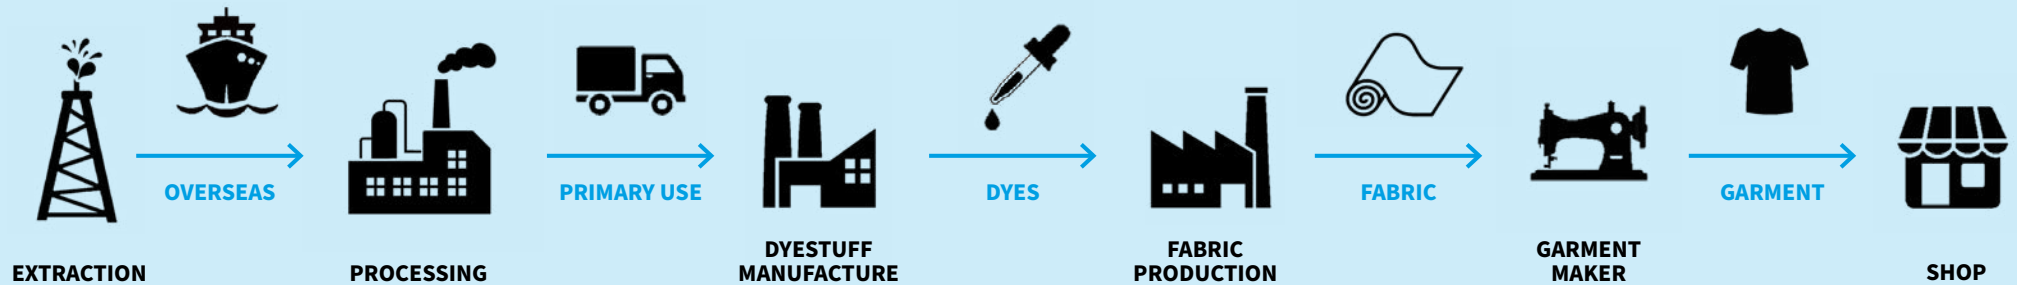 OVERSEAS
PRIMARY USE
DYES
FABRIC
GARMENT
EXTRACTION
PROCESSING
DYESTUFF
MANUFACTURE
FABRIC
PRODUCTION
GARMENT
MAKER
SHOP